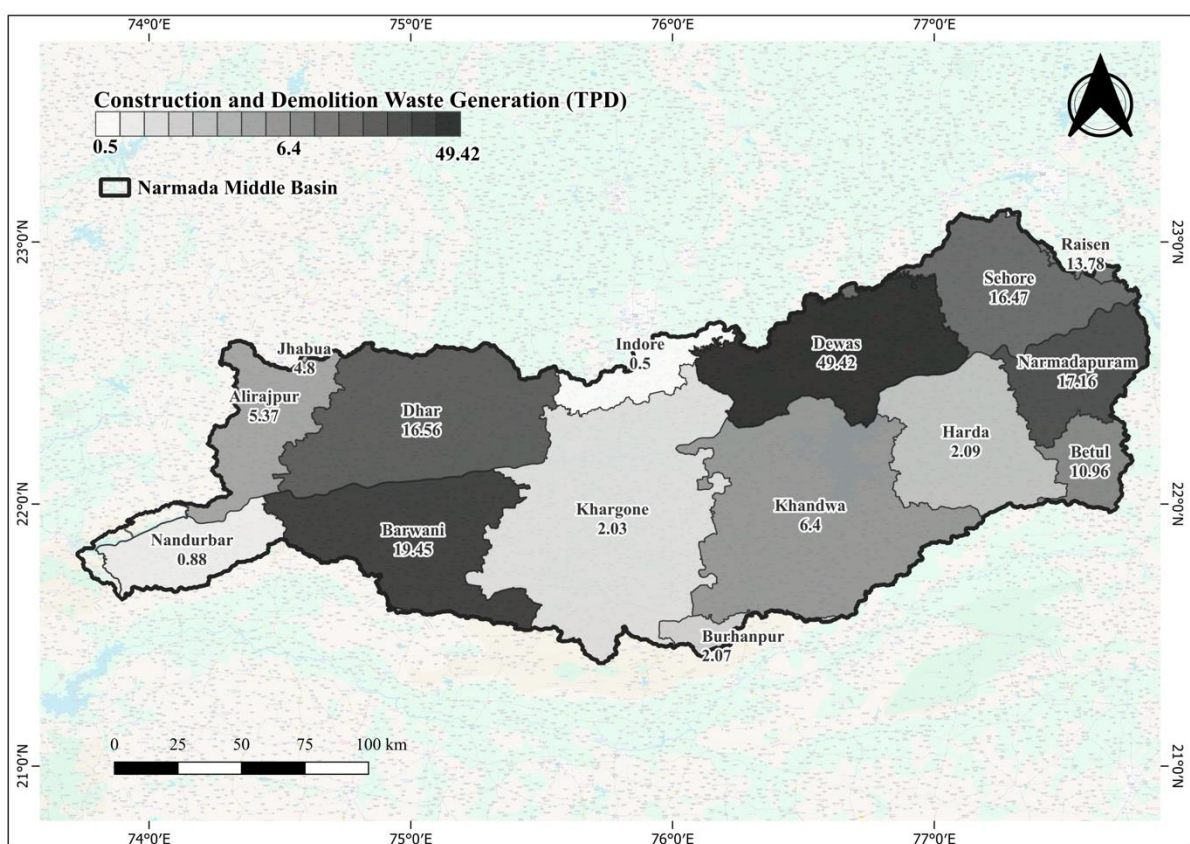 74°0'E 75°0'E 76°0'E 77°0'E
Construction and Demolition Waste Generation (TPD)
0.5 6.4 49.42
Narmada Middle Basin
23°0'N 23°0'N
Raisen
13.78
Sehore
16.47
Indore
0.5
Dewas
49.42
Jhabua
4.8
Narmadapuram
17.16
Alirajpur
5.37
Dhar
16.56
Harda
2.09
Betul
10.96
22°0'N 22°0'N
Khargone
2.03
Khandwa
6.4
Barwani
19.45
Nandurbar
0.88
Burhanpur
2.07
0 25 50 75 100 km
21°0'N 21°0'N
74°0'E 75°0'E 76°0'E 77°0'E